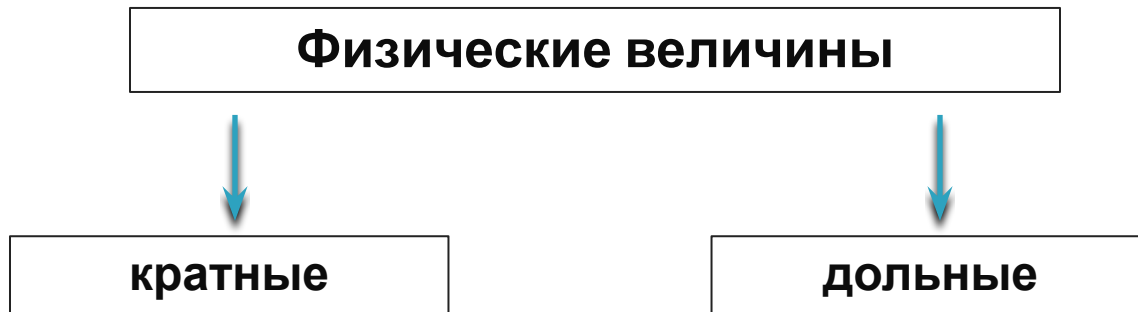 Физические величины
кратные
дольные